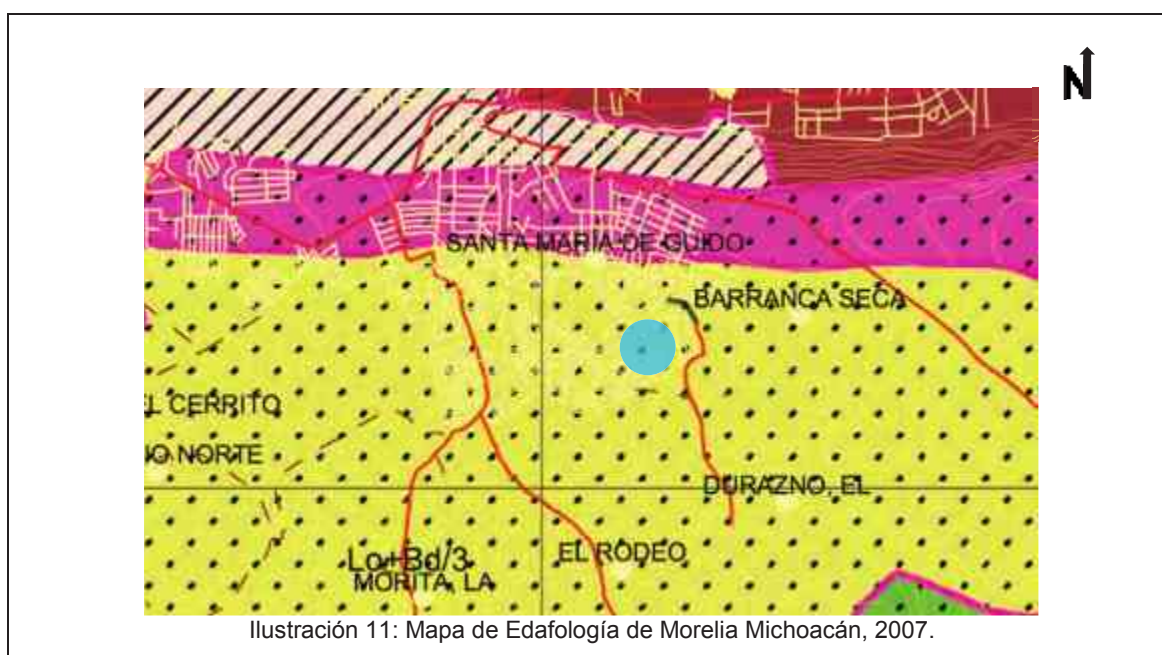 N
SANTA MARIA DE GUIDO
BARRANCA SECA
EL CERRITO
NORTE
DURAZNO, EL
EL RODEO
Lo+Bd/3
MORITA, LA
Ilustración 11: Mapa de Edafología de Morelia Michoacán, 2007.